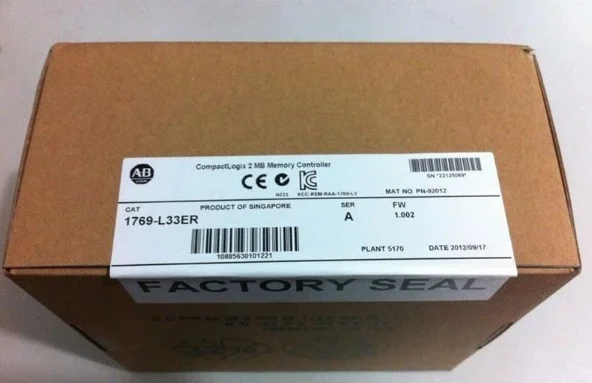 AB
CompactLogix 2 MB Memory Controller
CE
N223 KCC-REM-RAA-1769-LY
SN "22125069"
MAT NO PN-92012
CAT
PRODUCT OF SINGAPORE
SER
FW
1769-L33ER
A
1.002
10885630101221
PLANT 5170
DATE 2012/09/17
FACTORY SEAL